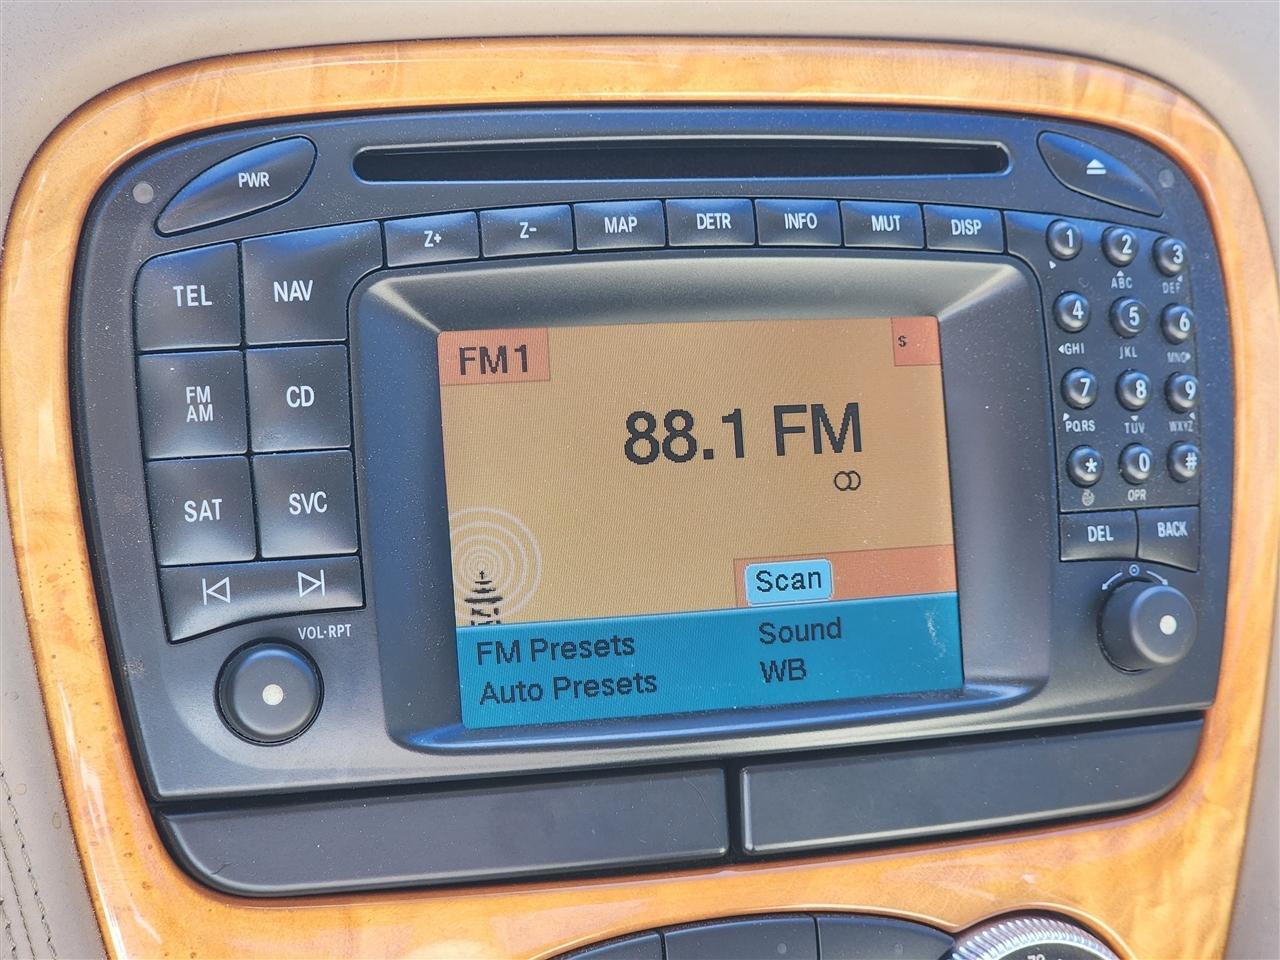 PWR
Z+ Z- MAP DETR INFO MUT DISP
TEL NAV
FM
AM
CD
SAT SVC
VOL·RPT
FM1
S
88.1 FM
Scan
FM Presets Sound
Auto Presets WB
1 2 3
ABC DEF
4 5 6
GHI JKL MNO
7 8 9
PQRS TUV WXYZ
* 0 #
OPR
DEL BACK
72